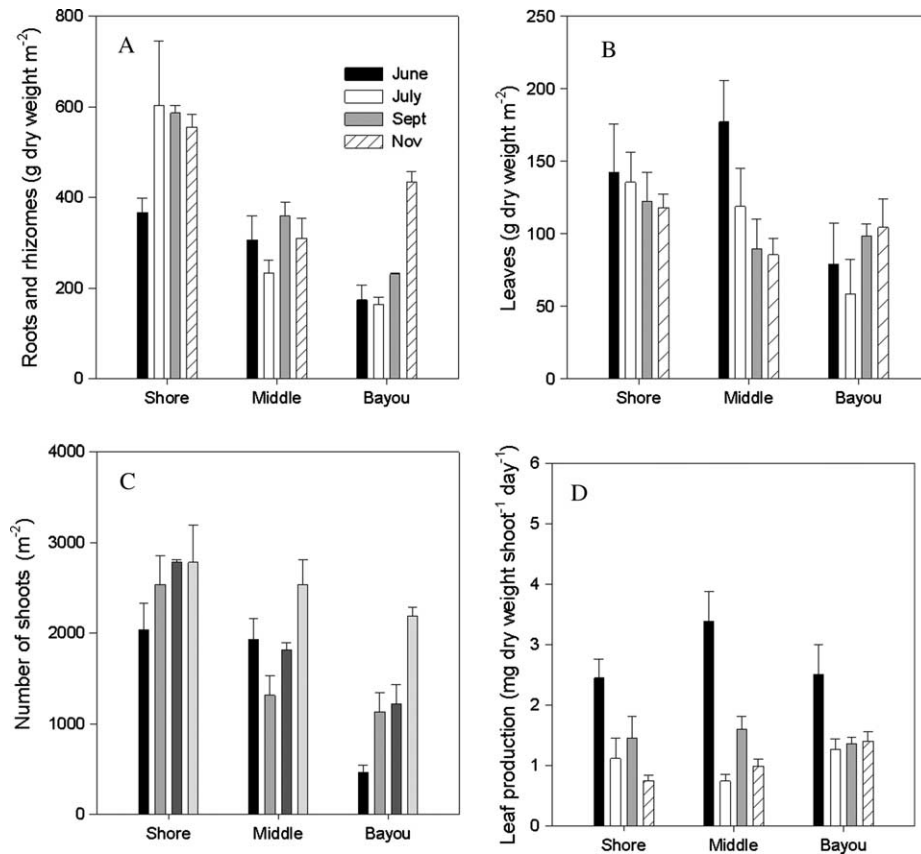 A
800
600
400
200
0
Roots and rhizomes (g dry weight m-2)
June
July
Sept
Nov
Shore Middle Bayou
B
250
200
150
100
50
0
Leaves (g dry weight m-2)
Shore Middle Bayou
C
4000
3000
2000
1000
0
Number of shoots (m-2)
Shore Middle Bayou
D
6
5
4
3
2
1
0
Leaf production (mg dry weight shoot-1 day-1)
Shore Middle Bayou